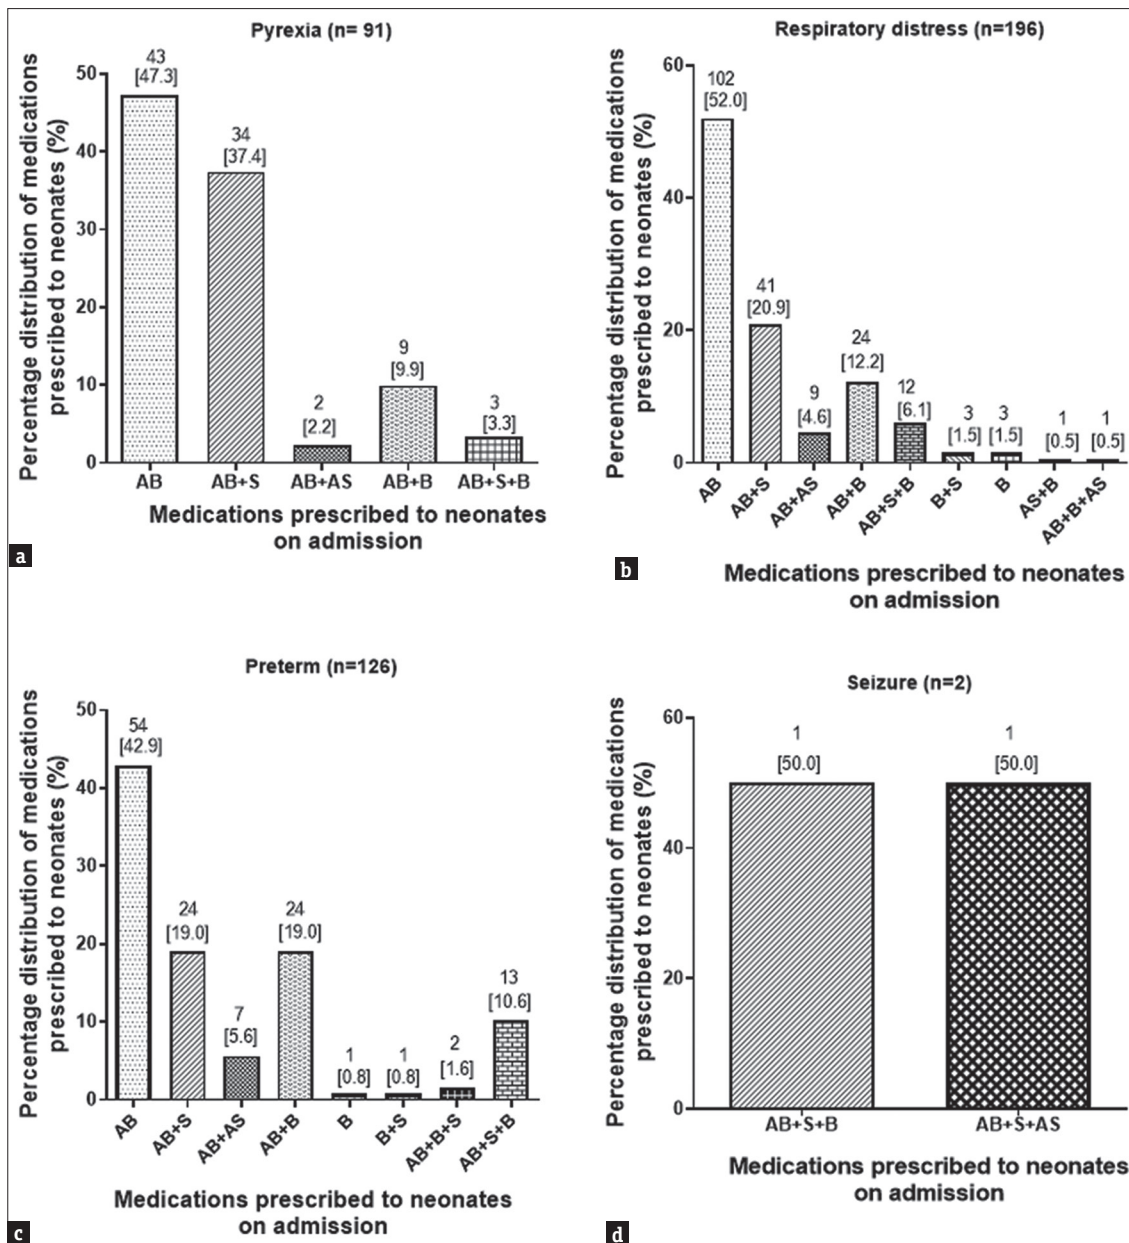 Pyrexia (n= 91)
Percentage distribution of medications
prescribed to neonates (%)
50
40
30
20
10
0
43
[47.3]
34
[37.4]
2
[2.2]
9
[9.9]
3
[3.3]
AB
AB+S
AB+AS
AB+B
AB+S+B
Medications prescribed to neonates
on admission
a
Respiratory distress (n=196)
Percentage distribution of medications
prescribed to neonates (%)
60
40
20
0
102
[52.0]
41
[20.9]
9
[4.6]
24
[12.2]
12
[6.1]
3
[1.5]
3
[1.5]
1
[0.5]
1
[0.5]
AB
AB+S
AB+AS
AB+B
AB+S+B
B+S
B
AS+B
AB+B+AS
Medications prescribed to neonates
on admission
b
Preterm (n=126)
Percentage distribution of medications
prescribed to neonates (%)
50
40
30
20
10
0
54
[42.9]
24
[19.0]
7
[5.6]
24
[19.0]
1
[0.8]
1
[0.8]
2
[1.6]
13
[10.6]
AB
AB+S
AB+AS
AB+B
B
B+S
AB+B+S
AB+S+B
Medications prescribed to neonates
on admission
c
Seizure (n=2)
Percentage distribution of medications
prescribed to neonates (%)
60
40
20
0
1
[50.0]
1
[50.0]
AB+S+B
AB+S+AS
Medications prescribed to neonates
on admission
d